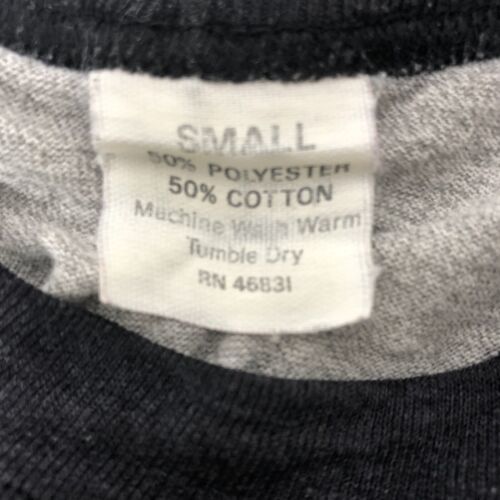 SMALL
50% POLYESTER
50% COTTON
Machine Wash Warm
Tumble Dry
RN 46831